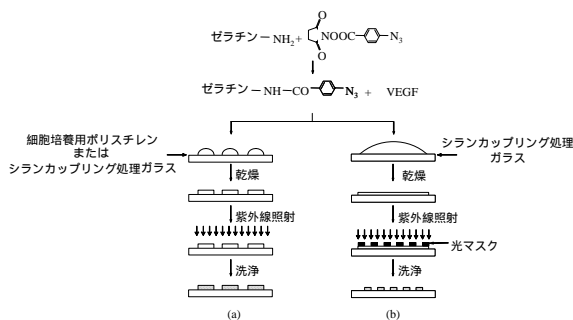 O
ゼラチン－NH2+ NOOC N3
O
ゼラチン－NH－CO N3 + VEGF
細胞培養用ポリスチレン
または
シランカップリング処理ガラス
シランカップリング処理
ガラス
乾燥
乾燥
紫外線照射
紫外線照射
光マスク
洗浄
洗浄
(a)
(b)